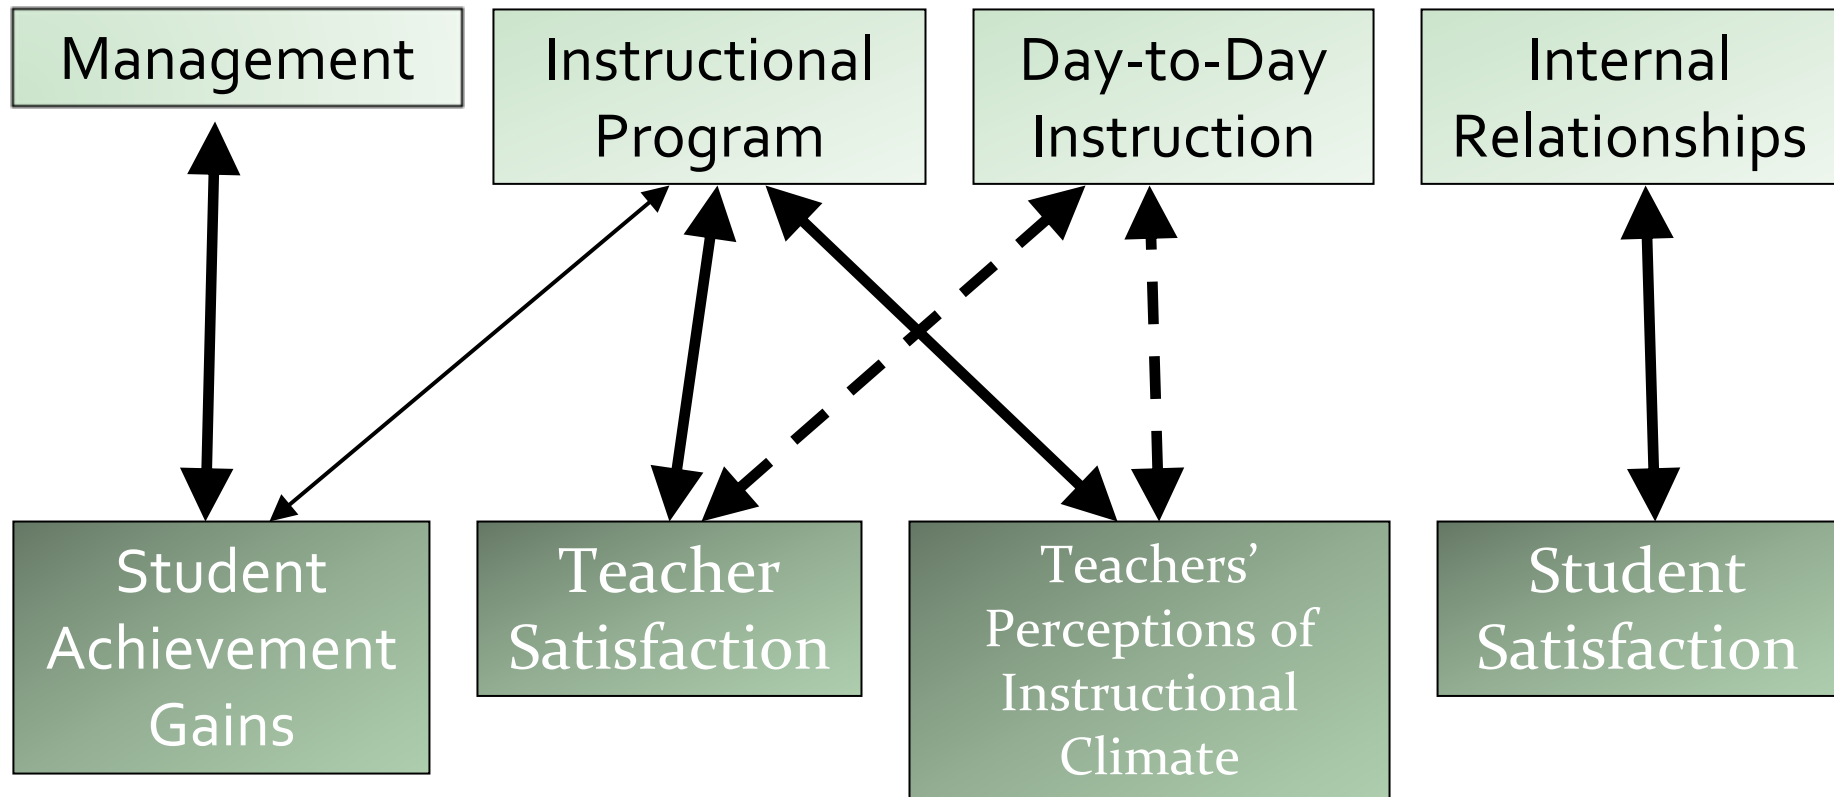 Management
Instructional
Program
Day-to-Day
Instruction
Internal
Relationships
Student
Achievement
Gains
Teacher
Satisfaction
Teachers’
Perceptions of
Instructional
Climate
Student
Satisfaction